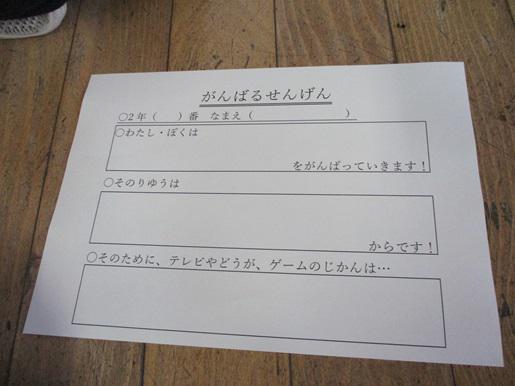 がんばるせんげん
○2年（　　）番　なまえ（　　　　　　　　　）
○わたし・ぼくは
をがんばっていきます！
○そのりゆうは
からです！
○そのために、テレビやどうが、ゲームのじかんは…